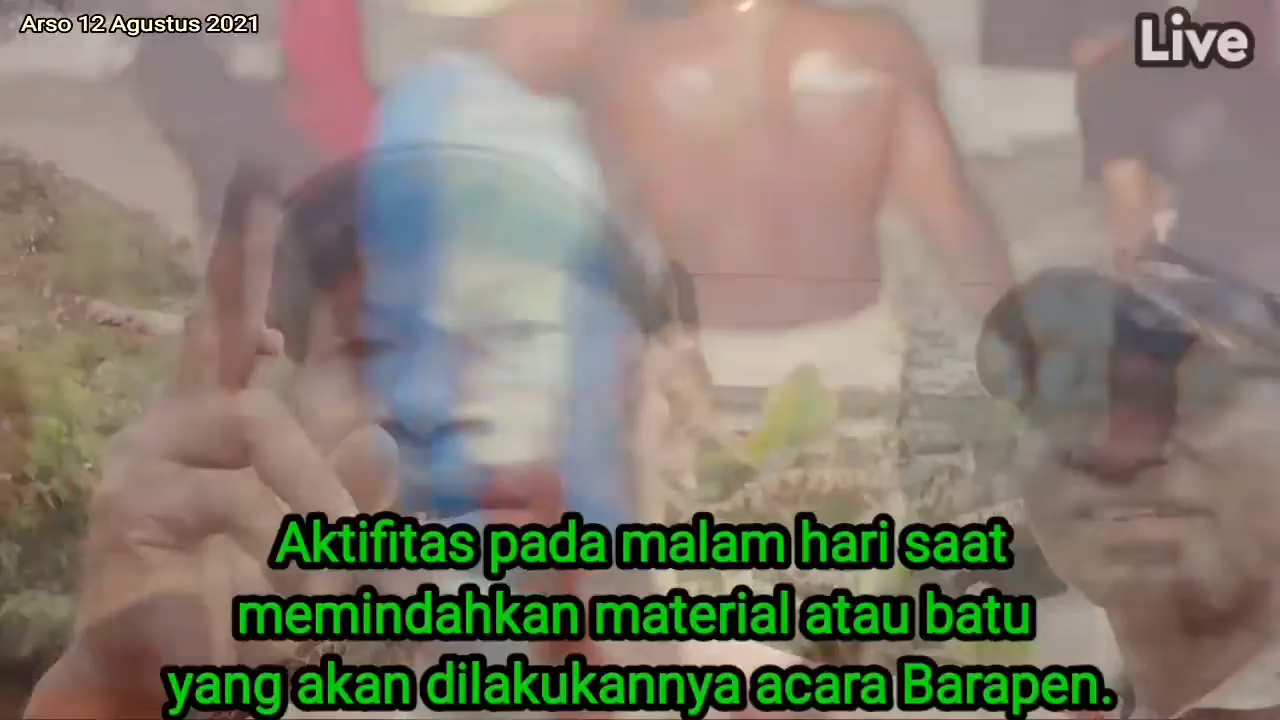 Arso 12 Agustus 2021
Live
Aktifitas pada malam hari saat
memindahkan material atau batu
yang akan dilakukannya acara Barapen.